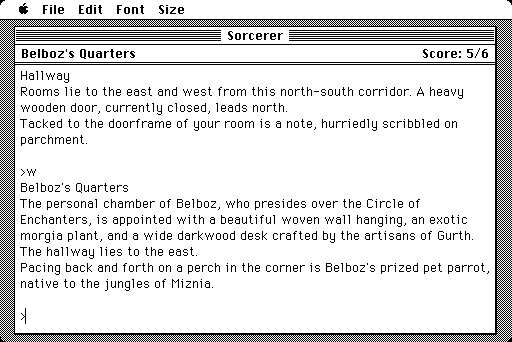 File Edit Font Size
Sorcerer
Belboz's Quarters Score: 5/6
Hallway
Rooms lie to the east and west from this north-south corridor. A heavy
wooden door, currently closed, leads north.
Tacked to the doorframe of your room is a note, hurriedly scribbled on
parchment.
>w
Belboz's Quarters
The personal chamber of Belboz, who presides over the Circle of
Enchanters, is appointed with a beautiful woven wall hanging, an exotic
morgia plant, and a wide darkwood desk crafted by the artisans of Gurth.
The hallway lies to the east.
Pacing back and forth on a perch in the corner is Belboz's prized pet parrot,
native to the jungles of Miznia.
>